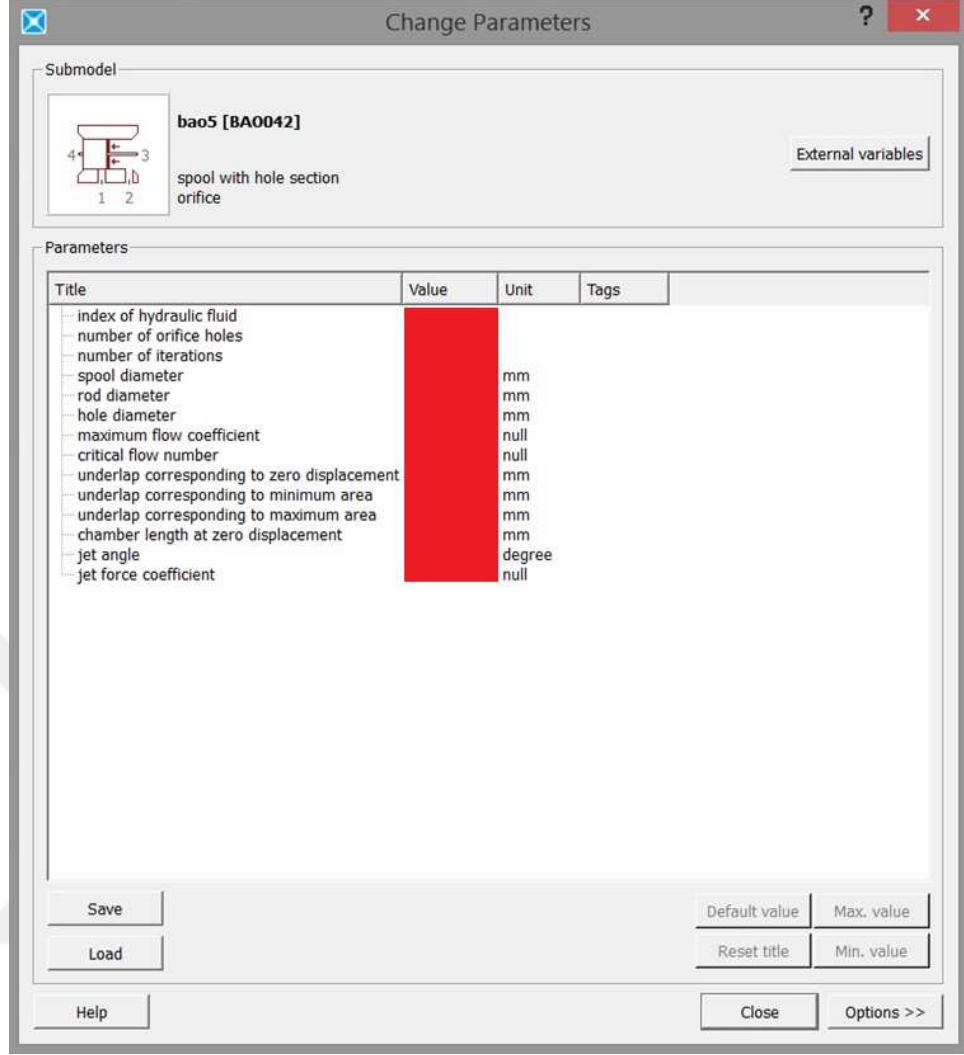 Change Parameters
?
Submodel
bao5 [BAO042]
4
3
1 2
spool with hole section
orifice
External variables
Parameters
Title Value Unit Tags
index of hydraulic fluid
number of orifice holes
number of iterations
spool diameter mm
rod diameter mm
hole diameter mm
maximum flow coefficient null
critical flow number null
underlap corresponding to zero displacement mm
underlap corresponding to minimum area mm
underlap corresponding to maximum area mm
chamber length at zero displacement mm
jet angle degree
jet force coefficient null
Save
Default value Max. value
Load
Reset title Min. value
Help
Close
Options >>